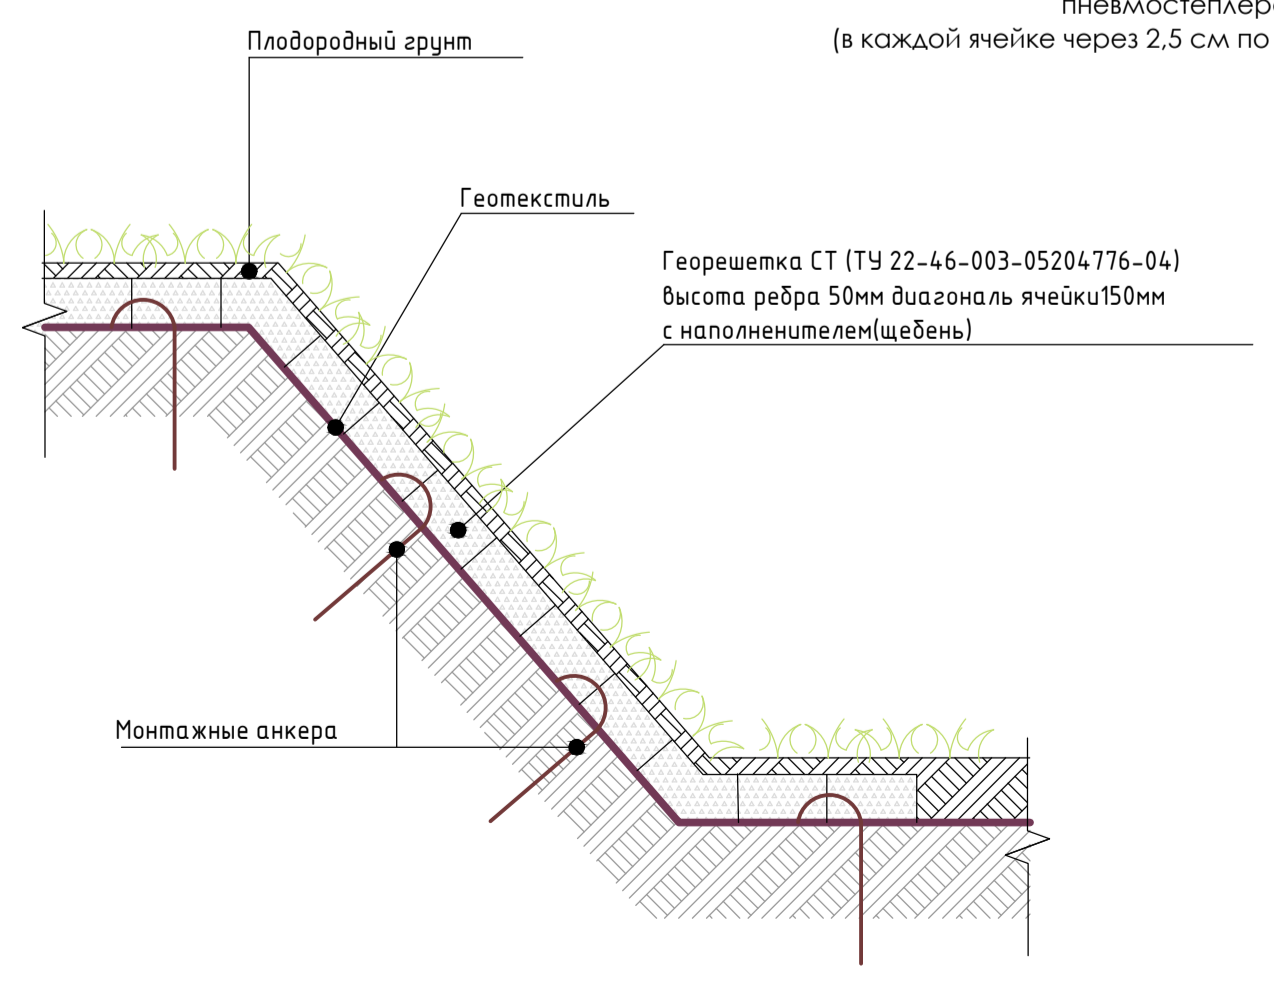 (в каждой ячейке через 2,5 см по
Плодородный грунт
Геотекстиль
Георешетка СТ (ТУ 22-46-003-05204776-04)
высота ребра 50мм диагональ ячейки150мм
с наполненителем(щебень)
Монтажные анкера